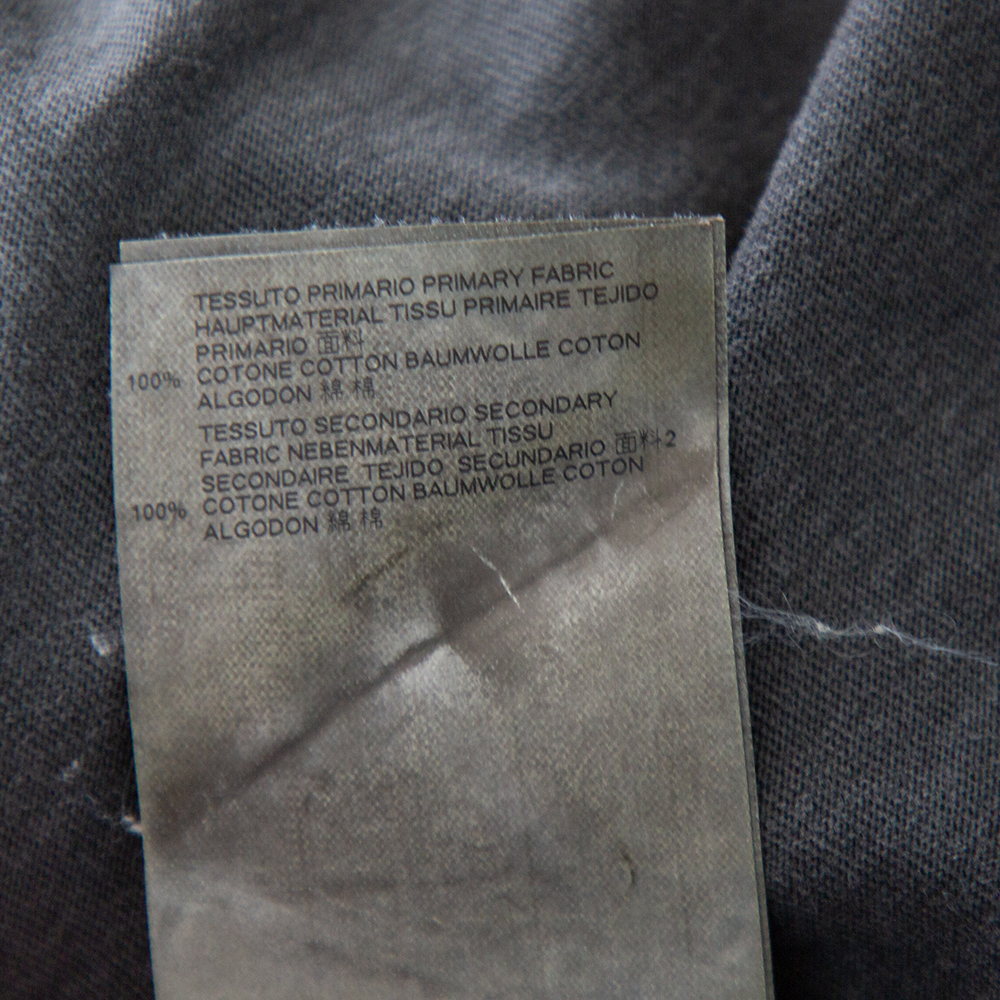 TESSUTO PRIMARIO PRIMARY FABRIC
HAUPTMATERIAL TISSU PRIMAIRE TEJIDO
PRIMARIO 面料
100% COTONE COTTON BAUMWOLLE COTON
ALGODON 綿 棉
TESSUTO SECONDARIO SECONDARY
FABRIC NEBENMATERIAL TISSU
SECONDAIRE TEJIDO SECUNDARIO 面料2
100% COTONE COTTON BAUMWOLLE COTON
ALGODON 綿 棉